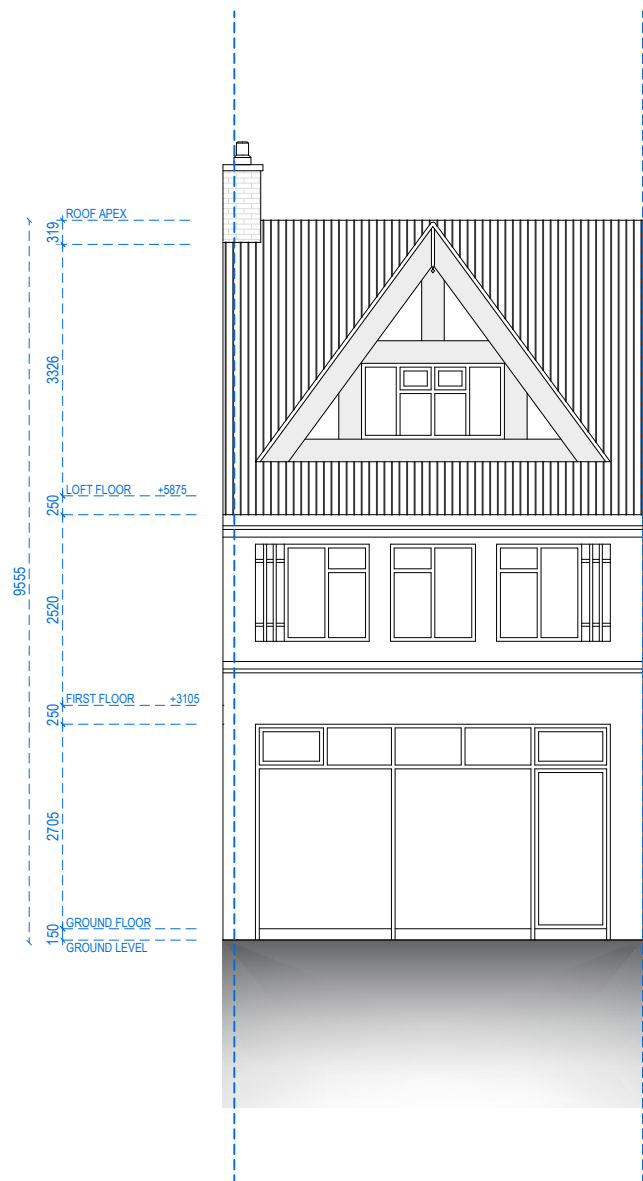 ROOF APEX
319
3326
LOFT FLOOR +5875
250
9555
2520
FIRST FLOOR +3105
250
2705
GROUND FLOOR
150
GROUND LEVEL